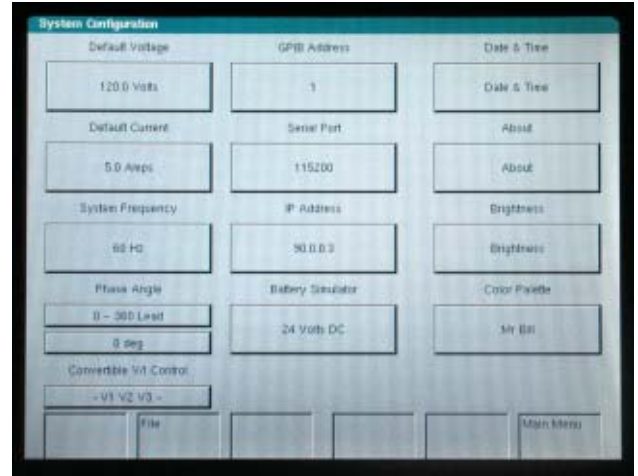 System Configuration
Default Voltage
GPIB Address
Date & Time
120.0 Volts
1
Date & Time
Default Current
Serial Port
About
5.0 Amps
115200
About
System Frequency
IP Address
Brightness
60 Hz
90.0.0.3
Brightness
Phase Angle
Battery Simulator
Color Palette
0 - 360 Lead
24 Volts DC
Mr Bill
0 deg
Convertible V/I Control
- V1 V2 V3 -
File
Main Menu